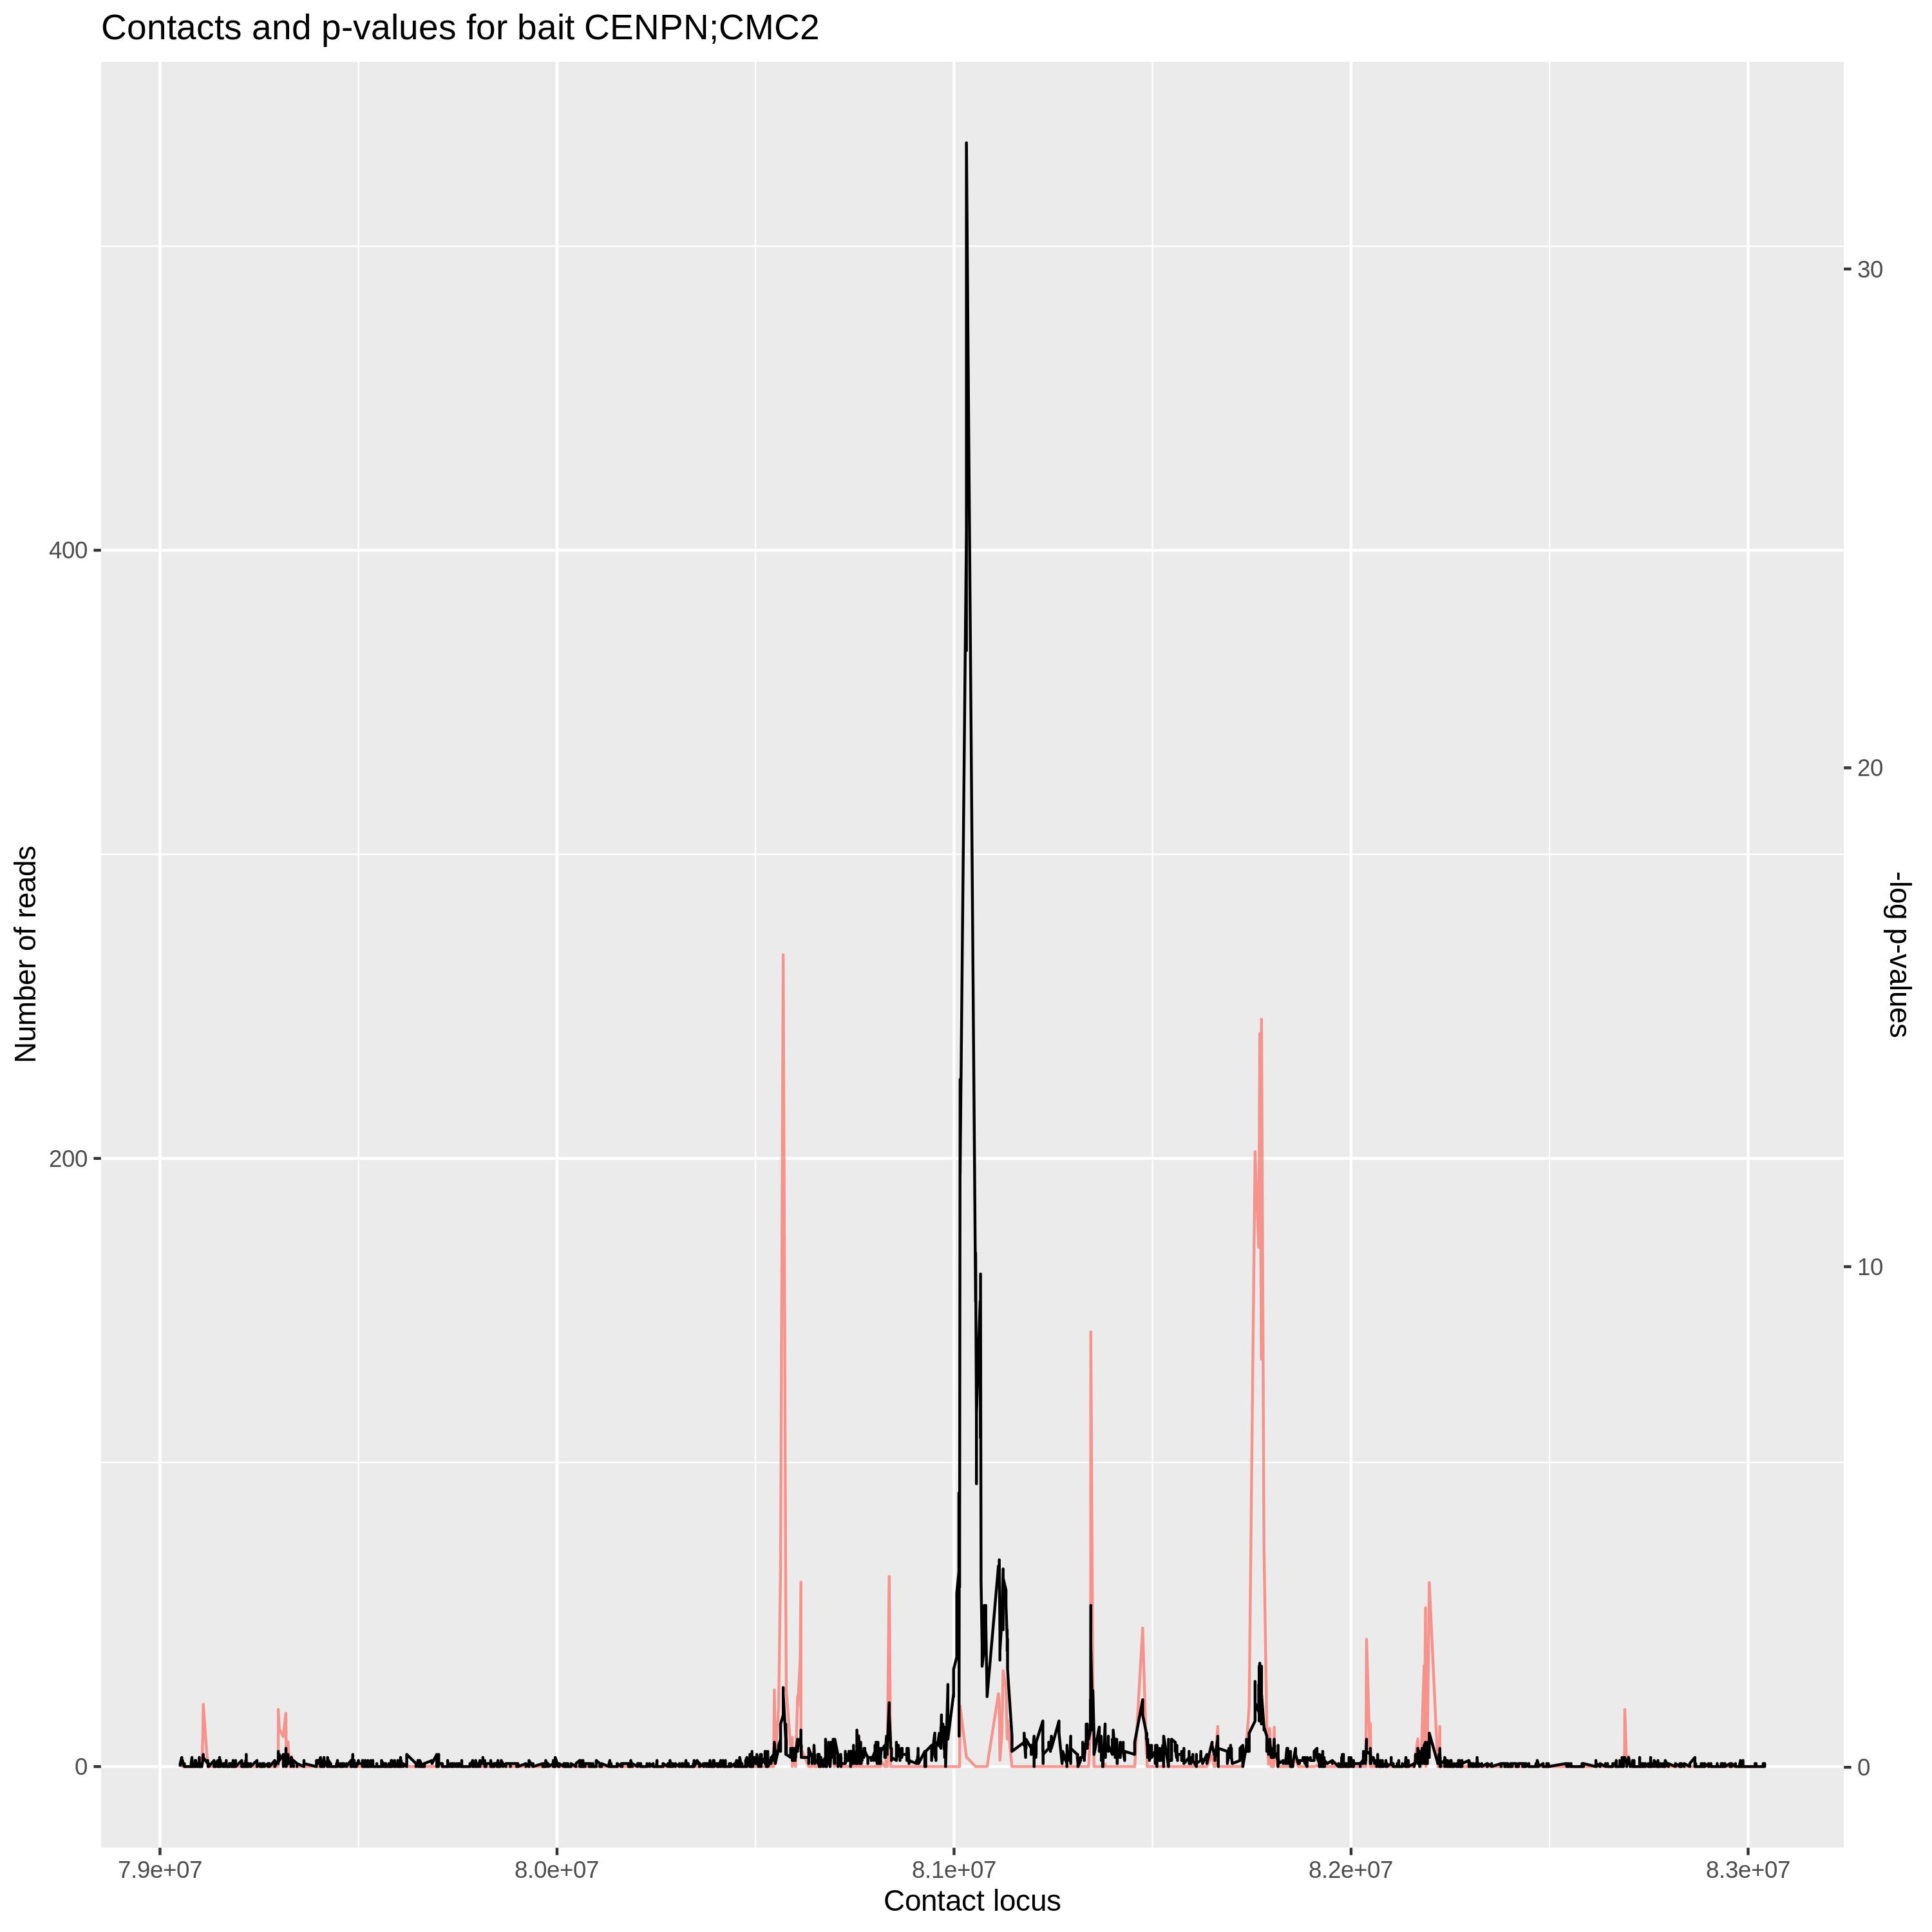 Contacts and p-values for bait CENPN;CMC2
Number of reads
400
200
0
30
20
10
0
-log p-values
7.9e+07 8.0e+07 8.1e+07 8.2e+07 8.3e+07
Contact locus